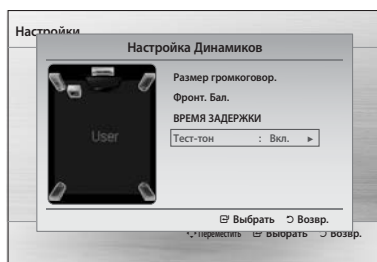 Настройки
Настройка Динамиков
Размер громкоговор.
Фронт. Бал.
ВРЕМЯ ЗАДЕРЖКИ
Тест-тон : Вкл. ►
User
Выбрать Возвр.
Переместить Выбрать Возвр.